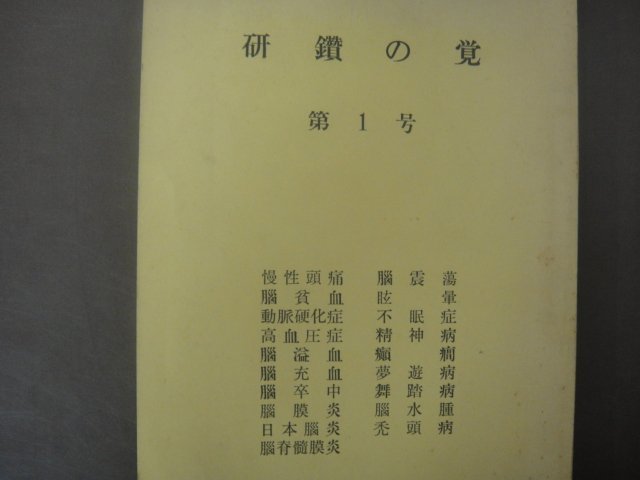 研鑽の覚
第1号
慢性頭痛 脳震蕩
脳貧血 眩暈
動脈硬化症 不眠症
高血圧症 精神病
脳溢血 癲癇
脳充血 夢遊病
脳卒中 舞踏病
脳膜炎 脳水腫
日本脳炎 禿頭病
脳脊髄膜炎